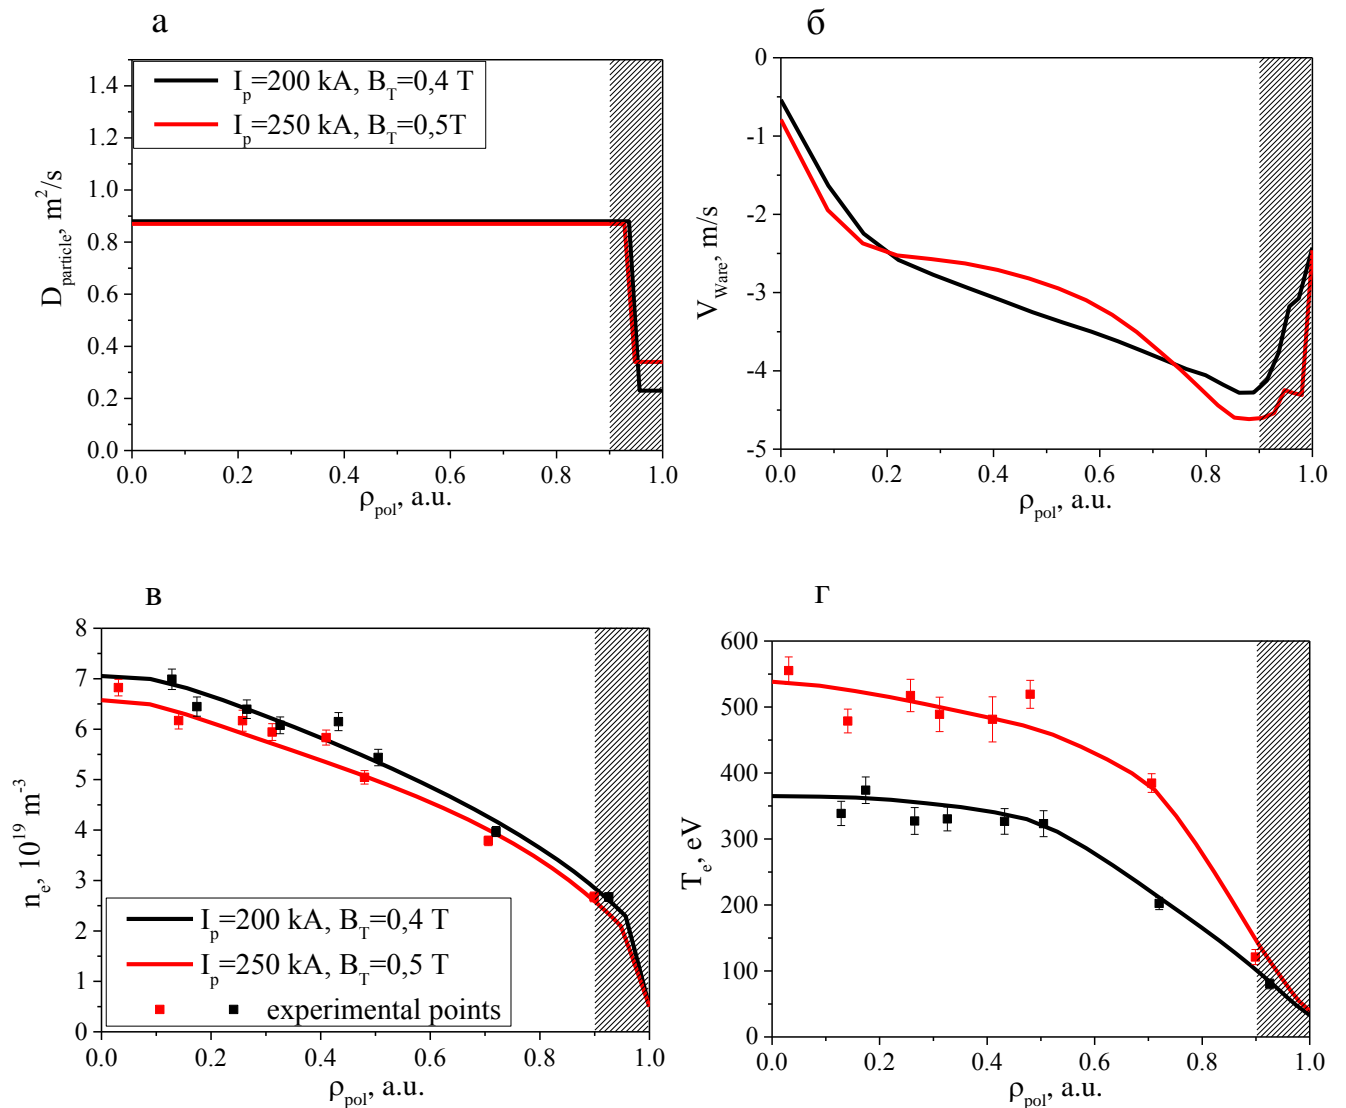 а
I_p=200 kA, B_T=0,4 T
I_p=250 kA, B_T=0,5T
D_particle, m^2/s
1.4
1.2
1.0
0.8
0.6
0.4
0.2
0.0
0.0 0.2 0.4 0.6 0.8 1.0
ρ_pol, a.u.
б
V_Ware, m/s
0
-1
-2
-3
-4
-5
0.0 0.2 0.4 0.6 0.8 1.0
ρ_pol, a.u.
в
n_e, 10^19 m^-3
8
7
6
5
4
3
2
1
0
I_p=200 kA, B_T=0,4 T
I_p=250 kA, B_T=0,5 T
experimental points
0.0 0.2 0.4 0.6 0.8 1.0
ρ_pol, a.u.
г
T_e, eV
600
500
400
300
200
100
0
0.0 0.2 0.4 0.6 0.8 1.0
ρ_pol, a.u.